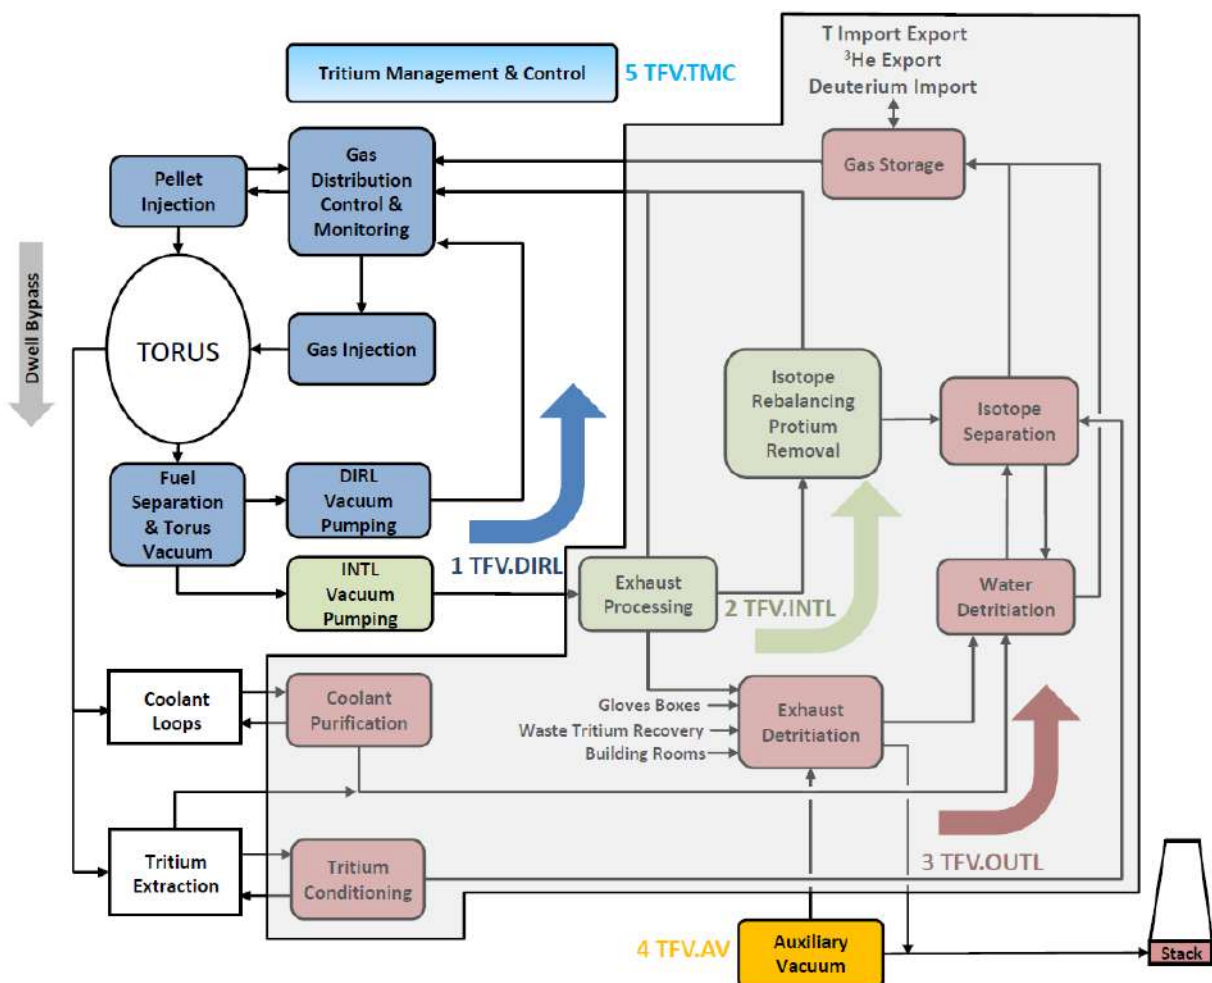 T Import Export
³He Export
Deuterium Import
Tritium Management & Control
5 TFV.TMC
Gas
Distribution
Control &
Monitoring
Gas Storage
Pellet
Injection
Dwell Bypass
TORUS
Gas Injection
Isotope
Rebalancing
Protium
Removal
Isotope
Separation
Fuel
Separation
& Torus
Vacuum
DIRL
Vacuum
Pumping
1 TFV.DIRL
INTL
Vacuum
Pumping
Exhaust
Processing
2 TFV.INTL
Water
Detritiation
Coolant
Loops
Coolant
Purification
Gloves Boxes
Waste Tritium Recovery
Building Rooms
Exhaust
Detritiation
3 TFV.OUTL
Tritium
Extraction
Tritium
Conditioning
4 TFV.AV
Auxiliary
Vacuum
Stack